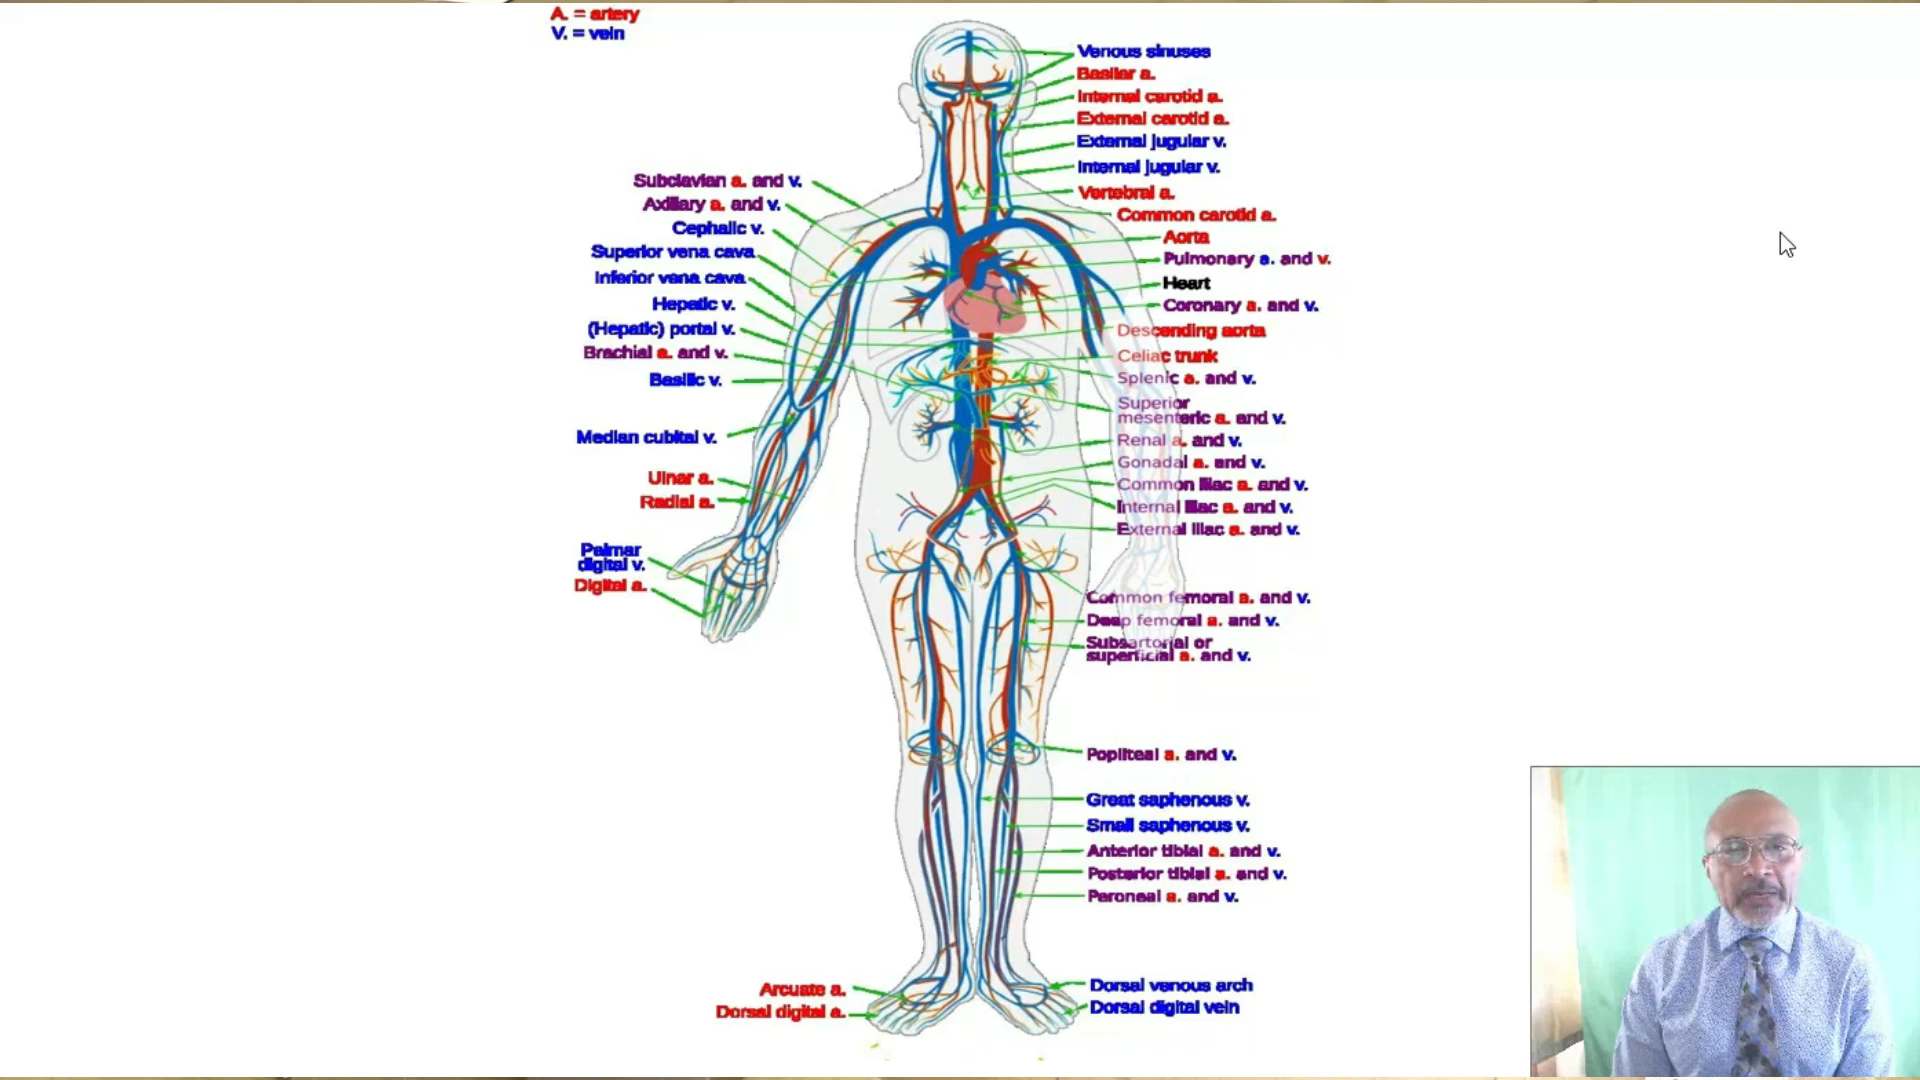 A. = artery
V. = vein
Venous sinuses
Basilar a.
Internal carotid a.
External carotid a.
External jugular v.
Internal jugular v.
Vertebral a.
Common carotid a.
Aorta
Pulmonary a. and v.
Heart
Coronary a. and v.
Descending aorta
Celiac trunk
Splenic a. and v.
Superior
mesenteric a. and v.
Renal a. and v.
Gonadal a. and v.
Common iliac a. and v.
Internal iliac a. and v.
External iliac a. and v.
Common femoral a. and v.
Deep femoral a. and v.
Subsartorial or
superficial a. and v.
Popliteal a. and v.
Great saphenous v.
Small saphenous v.
Anterior tibial a. and v.
Posterior tibial a. and v.
Peroneal a. and v.
Dorsal venous arch
Dorsal digital vein
Subclavian a. and v.
Axillary a. and v.
Cephalic v.
Superior vena cava
Inferior vena cava
Hepatic v.
(Hepatic) portal v.
Brachial a. and v.
Basilic v.
Median cubital v.
Ulnar a.
Radial a.
Palmar
digital v.
Digital a.
Arcuate a.
Dorsal digital a.